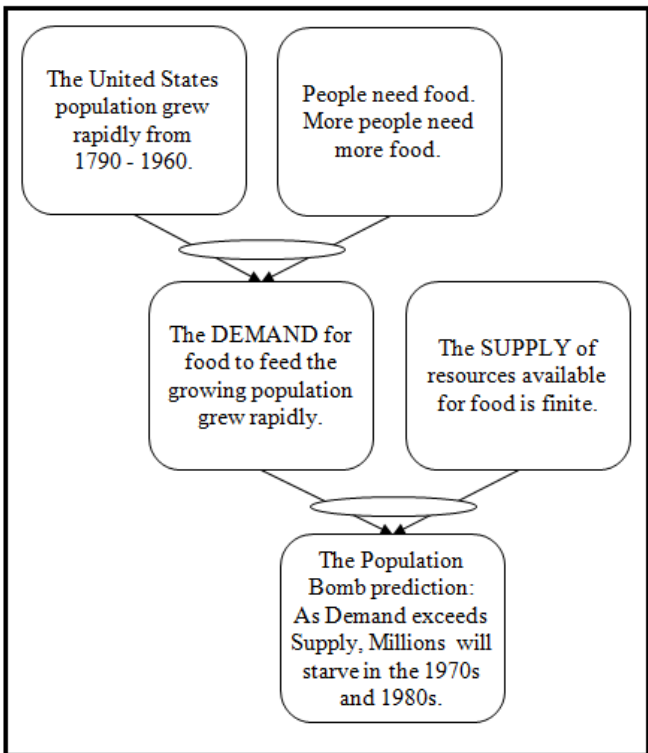 The United States
population grew
rapidly from
1790 - 1960.
People need food.
More people need
more food.
The DEMAND for
food to feed the
growing population
grew rapidly.
The SUPPLY of
resources available
for food is finite.
The Population
Bomb prediction:
As Demand exceeds
Supply, Millions will
starve in the 1970s
and 1980s.